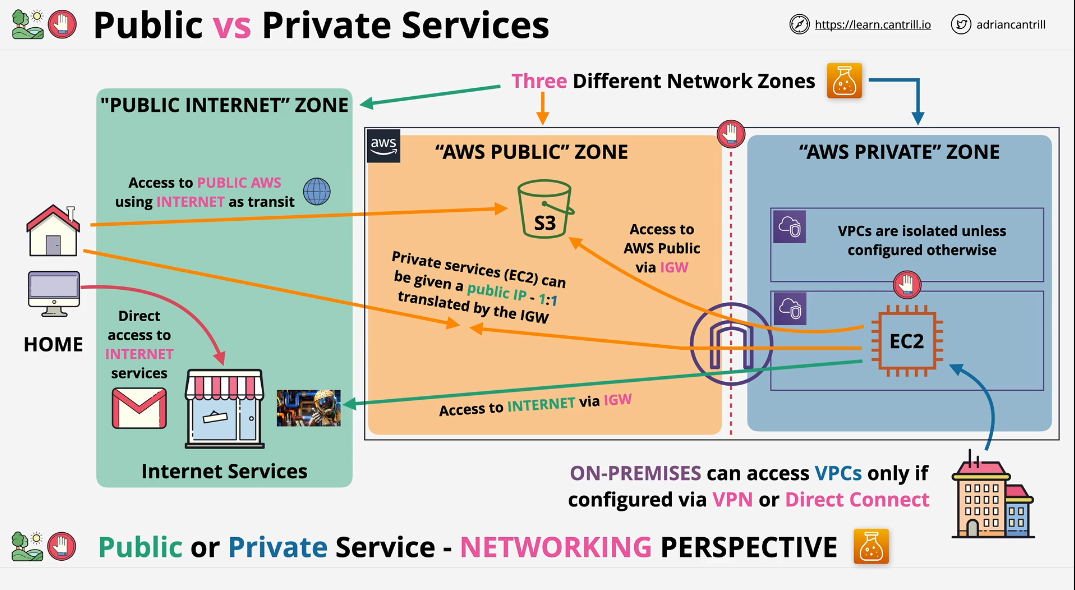 Public vs Private Services
https://learn.cantrill.io
adriancantrill
Three Different Network Zones
"PUBLIC INTERNET” ZONE
aws
“AWS PUBLIC” ZONE
“AWS PRIVATE” ZONE
Access to PUBLIC AWS
using INTERNET as transit
S3
Access to
AWS Public
via IGW
VPCs are isolated unless
configured otherwise
Private services (EC2) can
be given a public IP - 1:1
translated by the IGW
EC2
HOME
Direct
access to
INTERNET
services
Access to INTERNET via IGW
Internet Services
ON-PREMISES can access VPCs only if
configured via VPN or Direct Connect
Public or Private Service - NETWORKING PERSPECTIVE